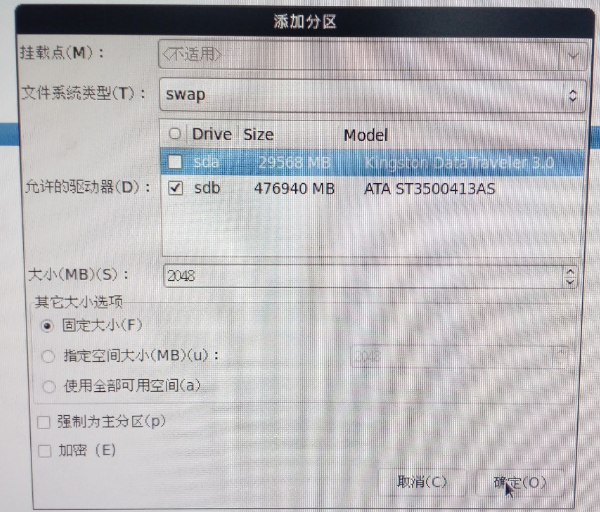 添加分区
挂载点(M)：
<不适用>
文件系统类型(T)：
swap
Drive Size Model
sda 29568 MB Kingston DataTraveler 3.0
允许的驱动器(D)：
sdb 476940 MB ATA ST3500413AS
大小(MB)(S)：
2048
其它大小选项
固定大小(F)
指定空间大小(MB)(u)：
2048
使用全部可用空间(a)
强制为主分区(p)
加密 (E)
取消(C) 确定(O)